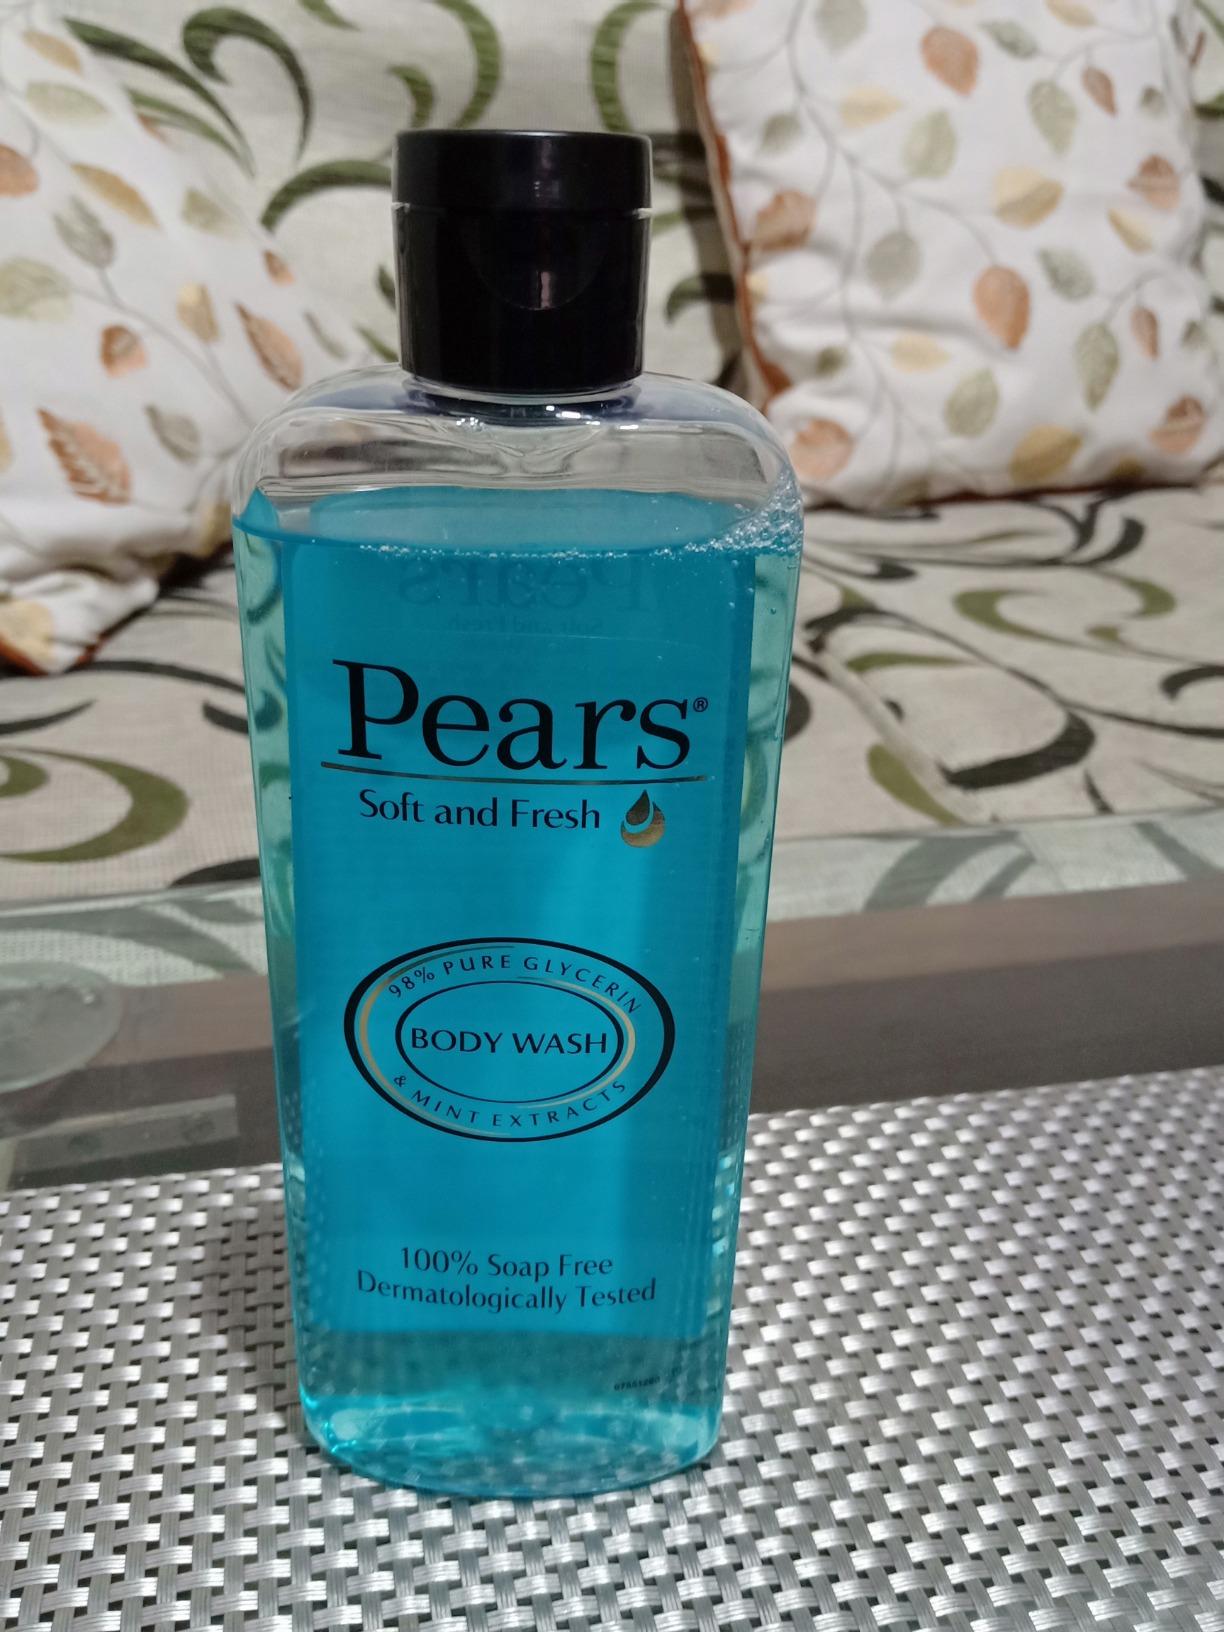 Pears®
Soft and Fresh
98% PURE GLYCERIN
BODY WASH
& MINT EXTRACTS
100% Soap Free
Dermatologically Tested